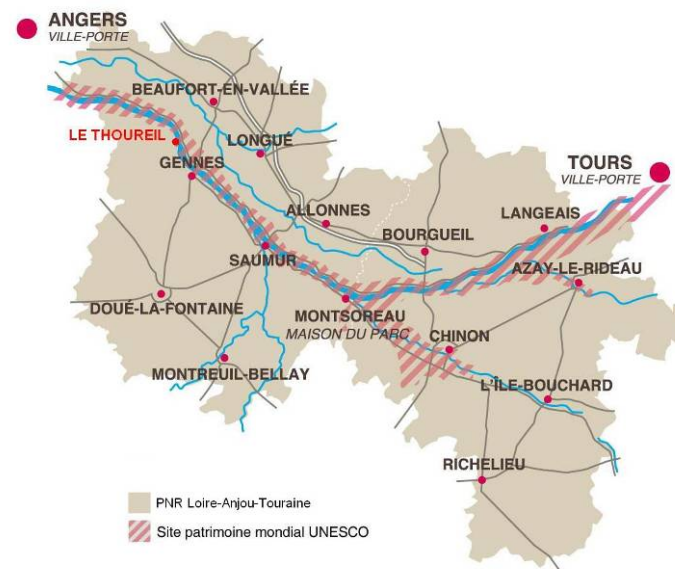 ANGERS
VILLE-PORTE
BEAUFORT-EN-VALLÉE
LE THOUREIL
LONGUÉ
GENNES
TOURS
VILLE-PORTE
ALLONNES
LANGEAIS
BOURGUEIL
SAUMUR
AZAY-LE-RIDEAU
DOUÉ-LA-FONTAINE
MONTSOREAU
MAISON DU PARC
CHINON
MONTREUIL-BELLAY
L'ÎLE-BOUCHARD
RICHELIEU
PNR Loire-Anjou-Touraine
Site patrimoine mondial UNESCO